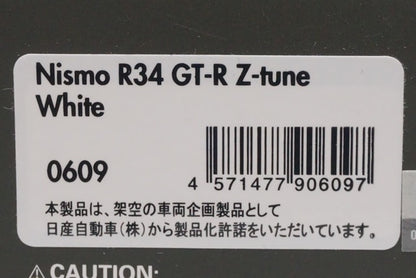 Nismo R34 GT-R Z-tune
White
0609
4 571477 906097
本製品は、架空の車両企画製品として
日産自動車（株）から製品化許諾をいただいています。
⚠CAUTION: